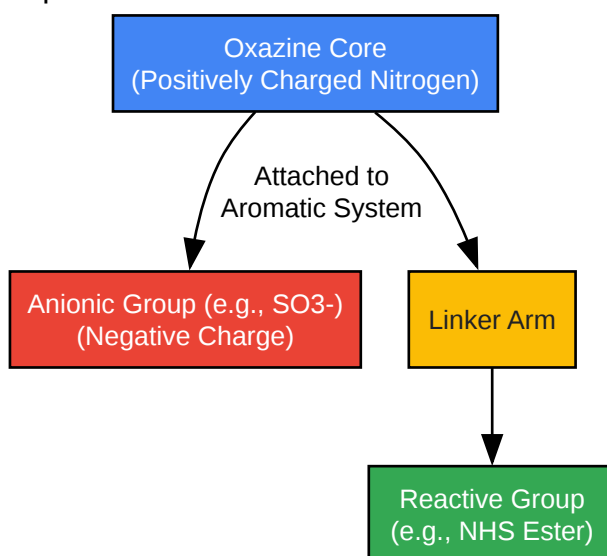 Oxazine Core
(Positively Charged Nitrogen)
Attached to
Aromatic System
Anionic Group (e.g., SO3-)
(Negative Charge)
Linker Arm
Reactive Group
(e.g., NHS Ester)